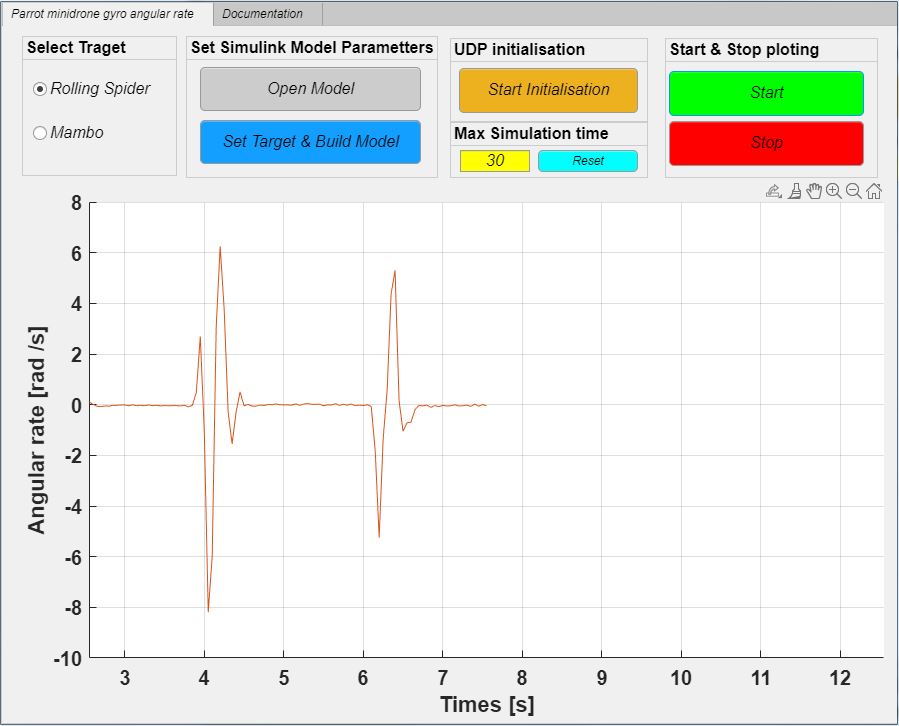 Parrot minidrone gyro angular rate
Documentation
Select Traget
Rolling Spider
Mambo
Set Simulink Model Parametters
Open Model
Set Target & Build Model
UDP initialisation
Start Initialisation
Max Simulation time
30
Reset
Start & Stop ploting
Start
Stop
8
6
4
2
0
-2
-4
-6
-8
-10
Angular rate [rad /s]
3 4 5 6 7 8 9 10 11 12
Times [s]